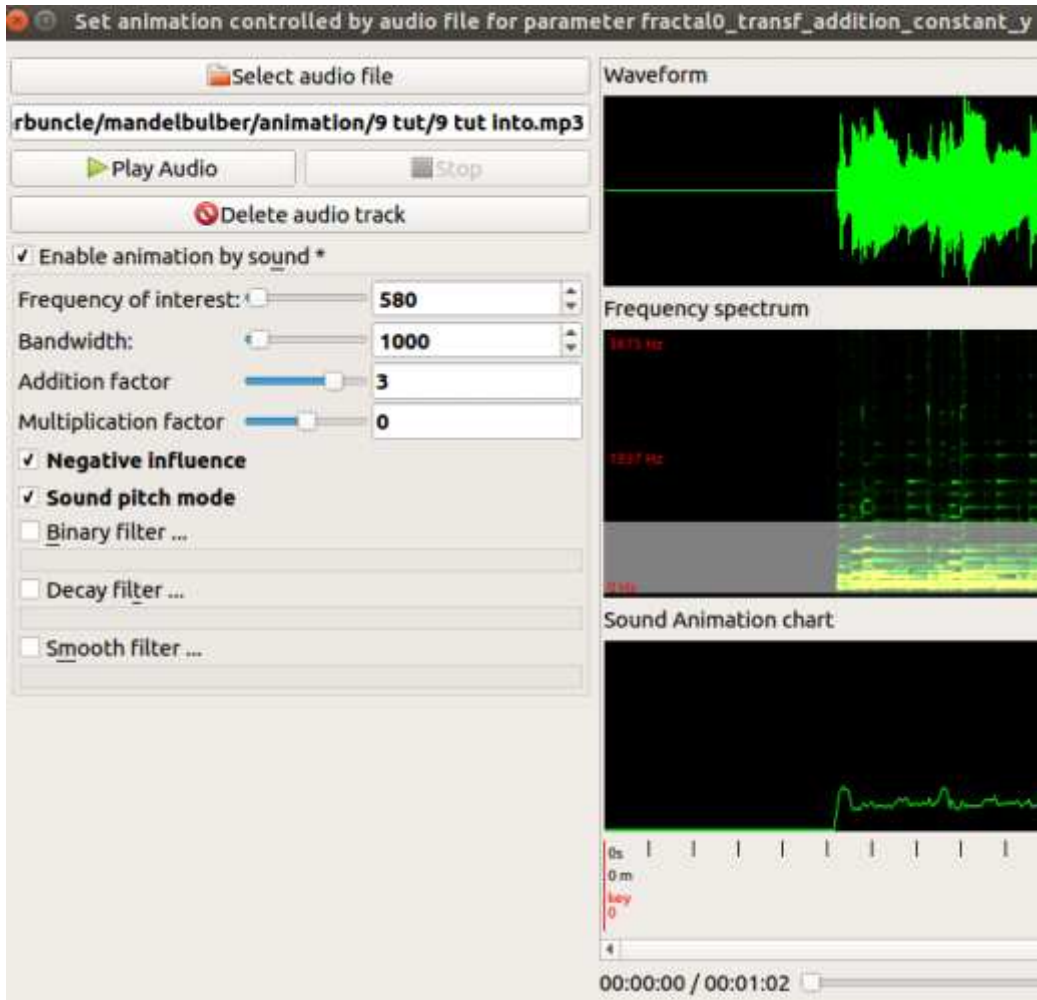 Set animation controlled by audio file for parameter fractal0_transf_addition_constant_y
Select audio file
rbuncle/mandelbulber/animation/9 tut/9 tut into.mp3
Play Audio
Stop
Delete audio track
Enable animation by sound *
Frequency of interest: 580
Bandwidth: 1000
Addition factor 3
Multiplication factor 0
Negative influence
Sound pitch mode
Binary filter ...
Decay filter ...
Smooth filter ...
Waveform
Frequency spectrum
0 Hz
Sound Animation chart
0s
0 m
key
0
00:00:00 / 00:01:02